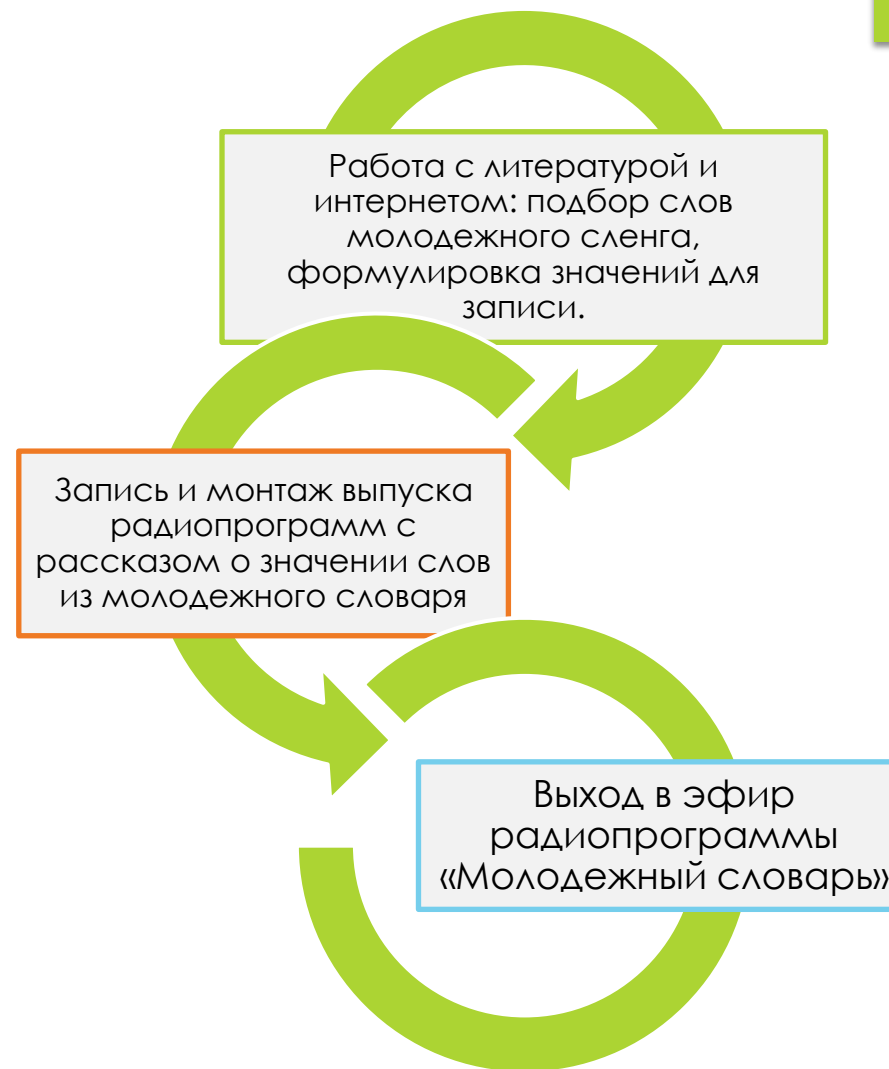 Работа с литературой и
интернетом: подбор слов
молодежного сленга,
формулировка значений для
записи.
Запись и монтаж выпуска
радиопрограмм с
рассказом о значении слов
из молодежного словаря
Выход в эфир
радиопрограммы
«Молодежный словарь»